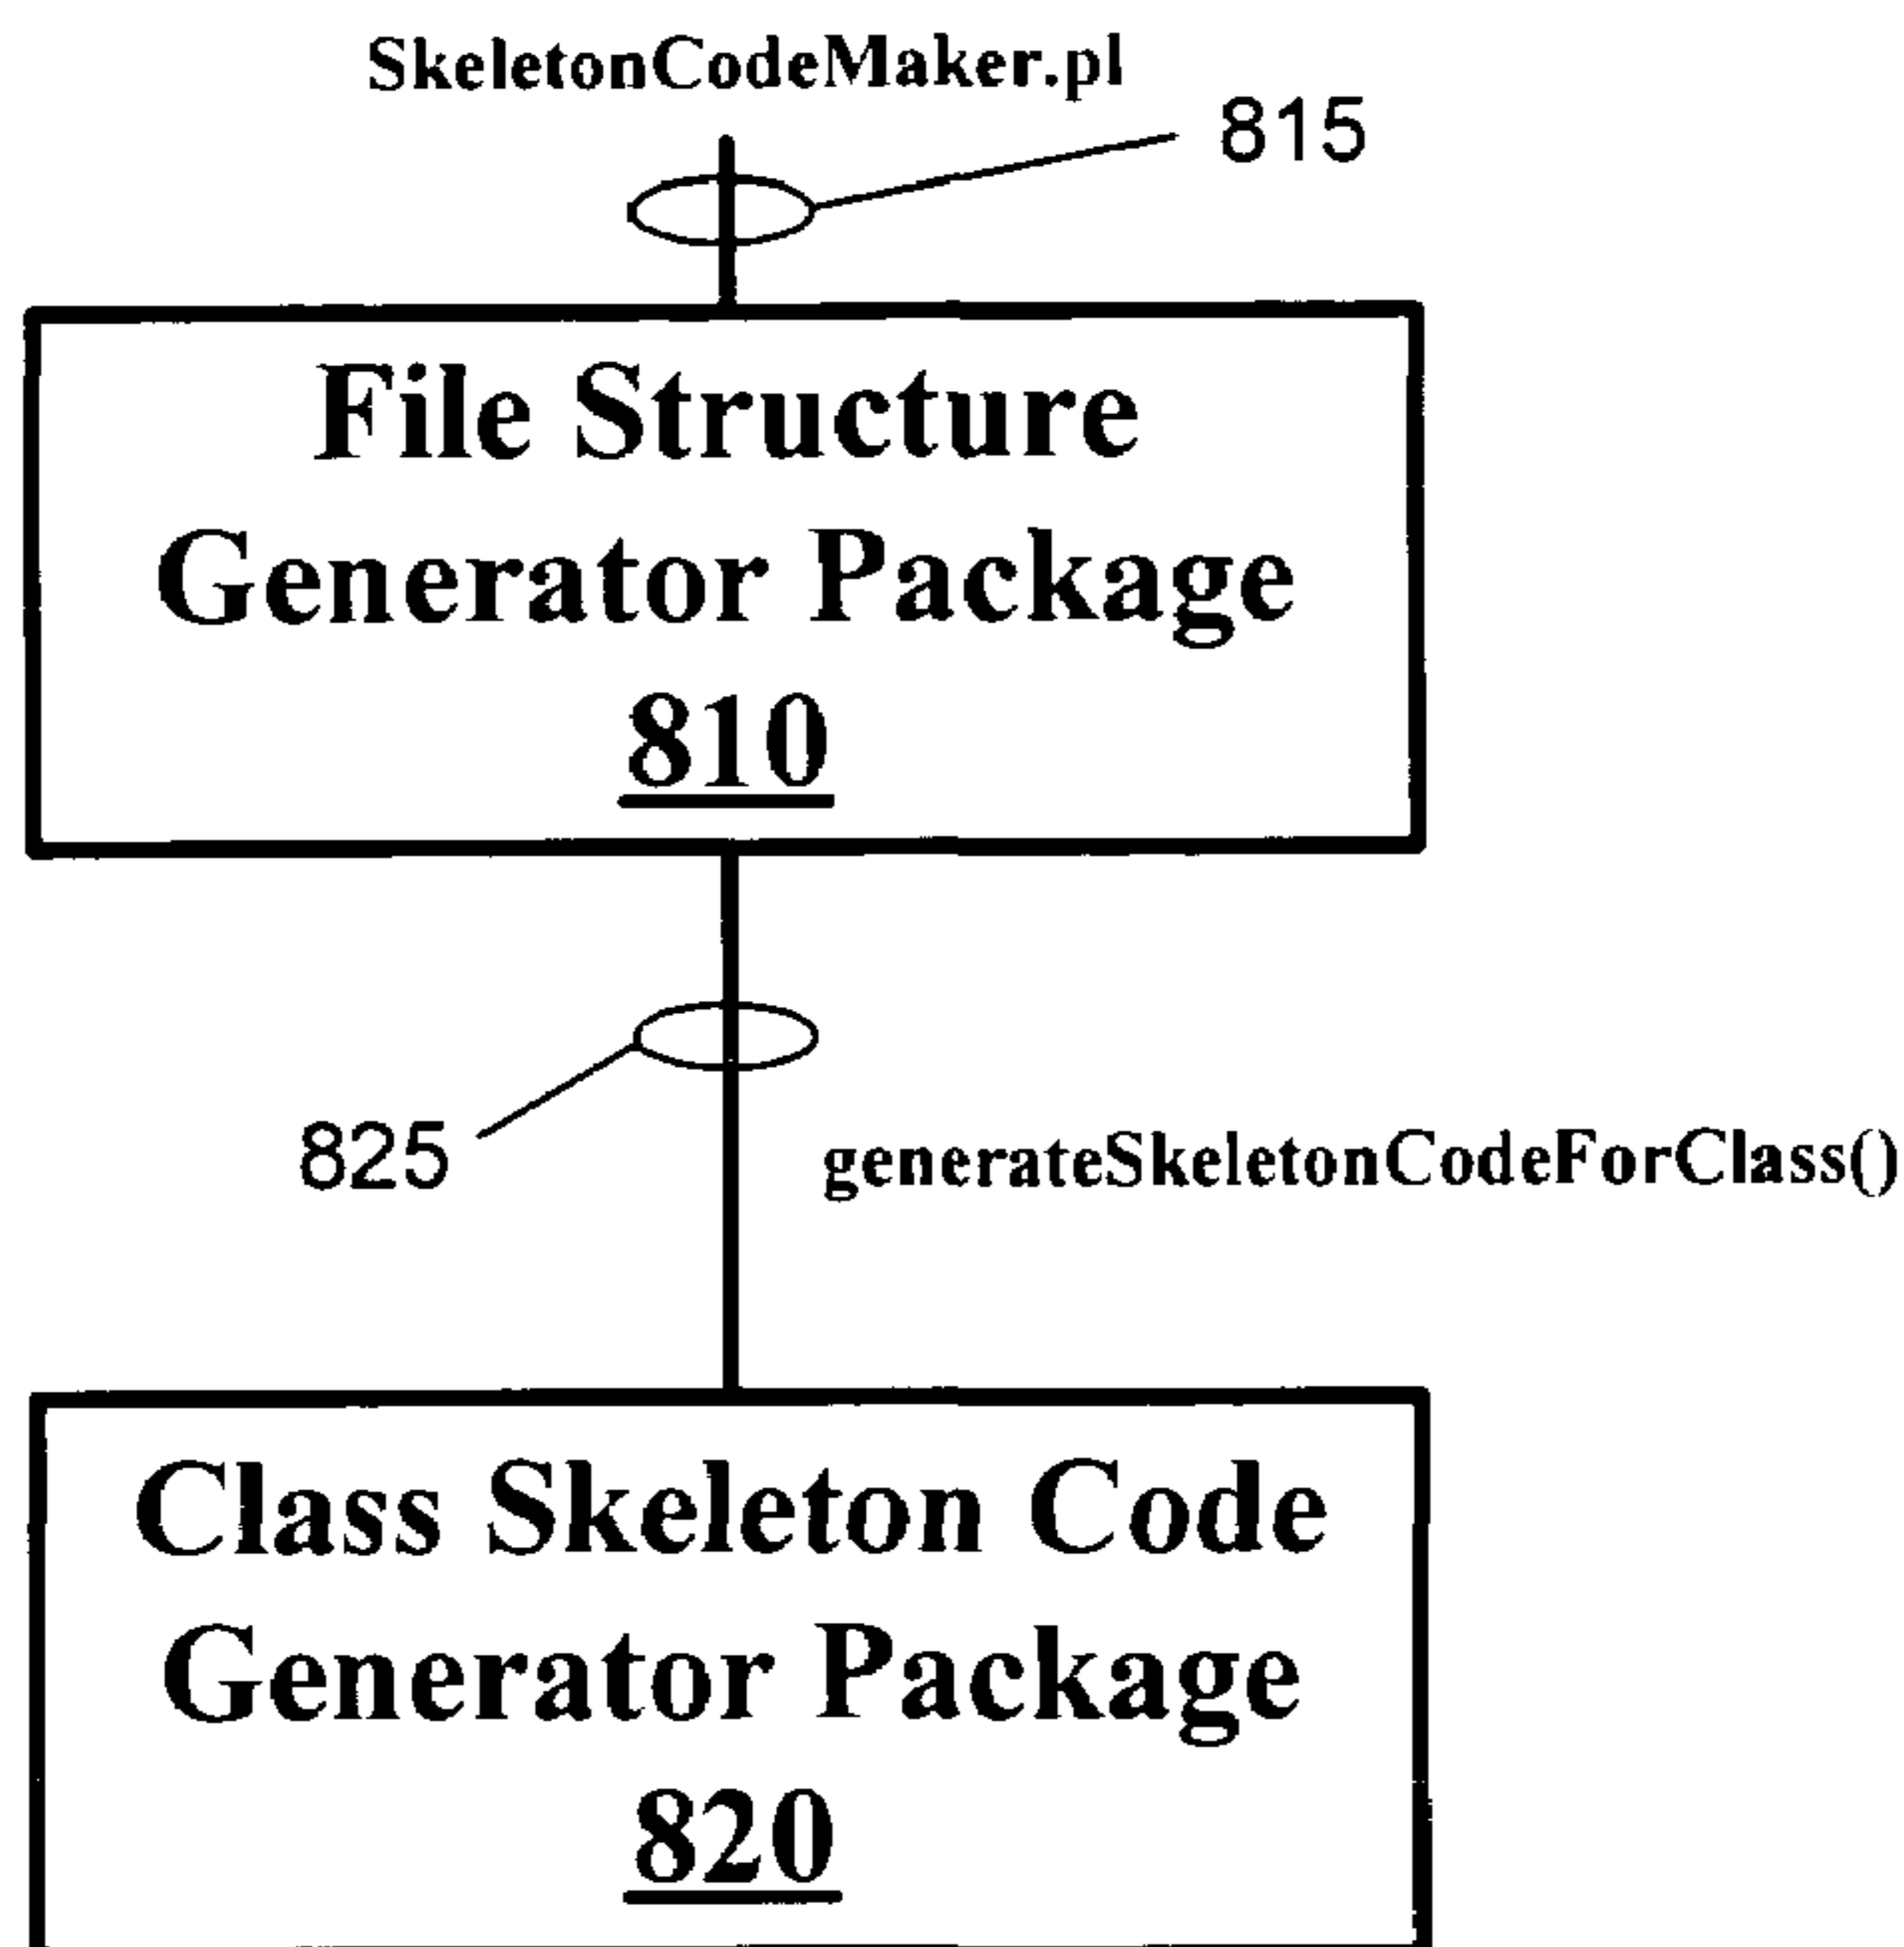 SkeletonCodeMaker.pl
815
File Structure
Generator Package
810
825
generateSkeletonCodeForClass()
Class Skeleton Code
Generator Package
820